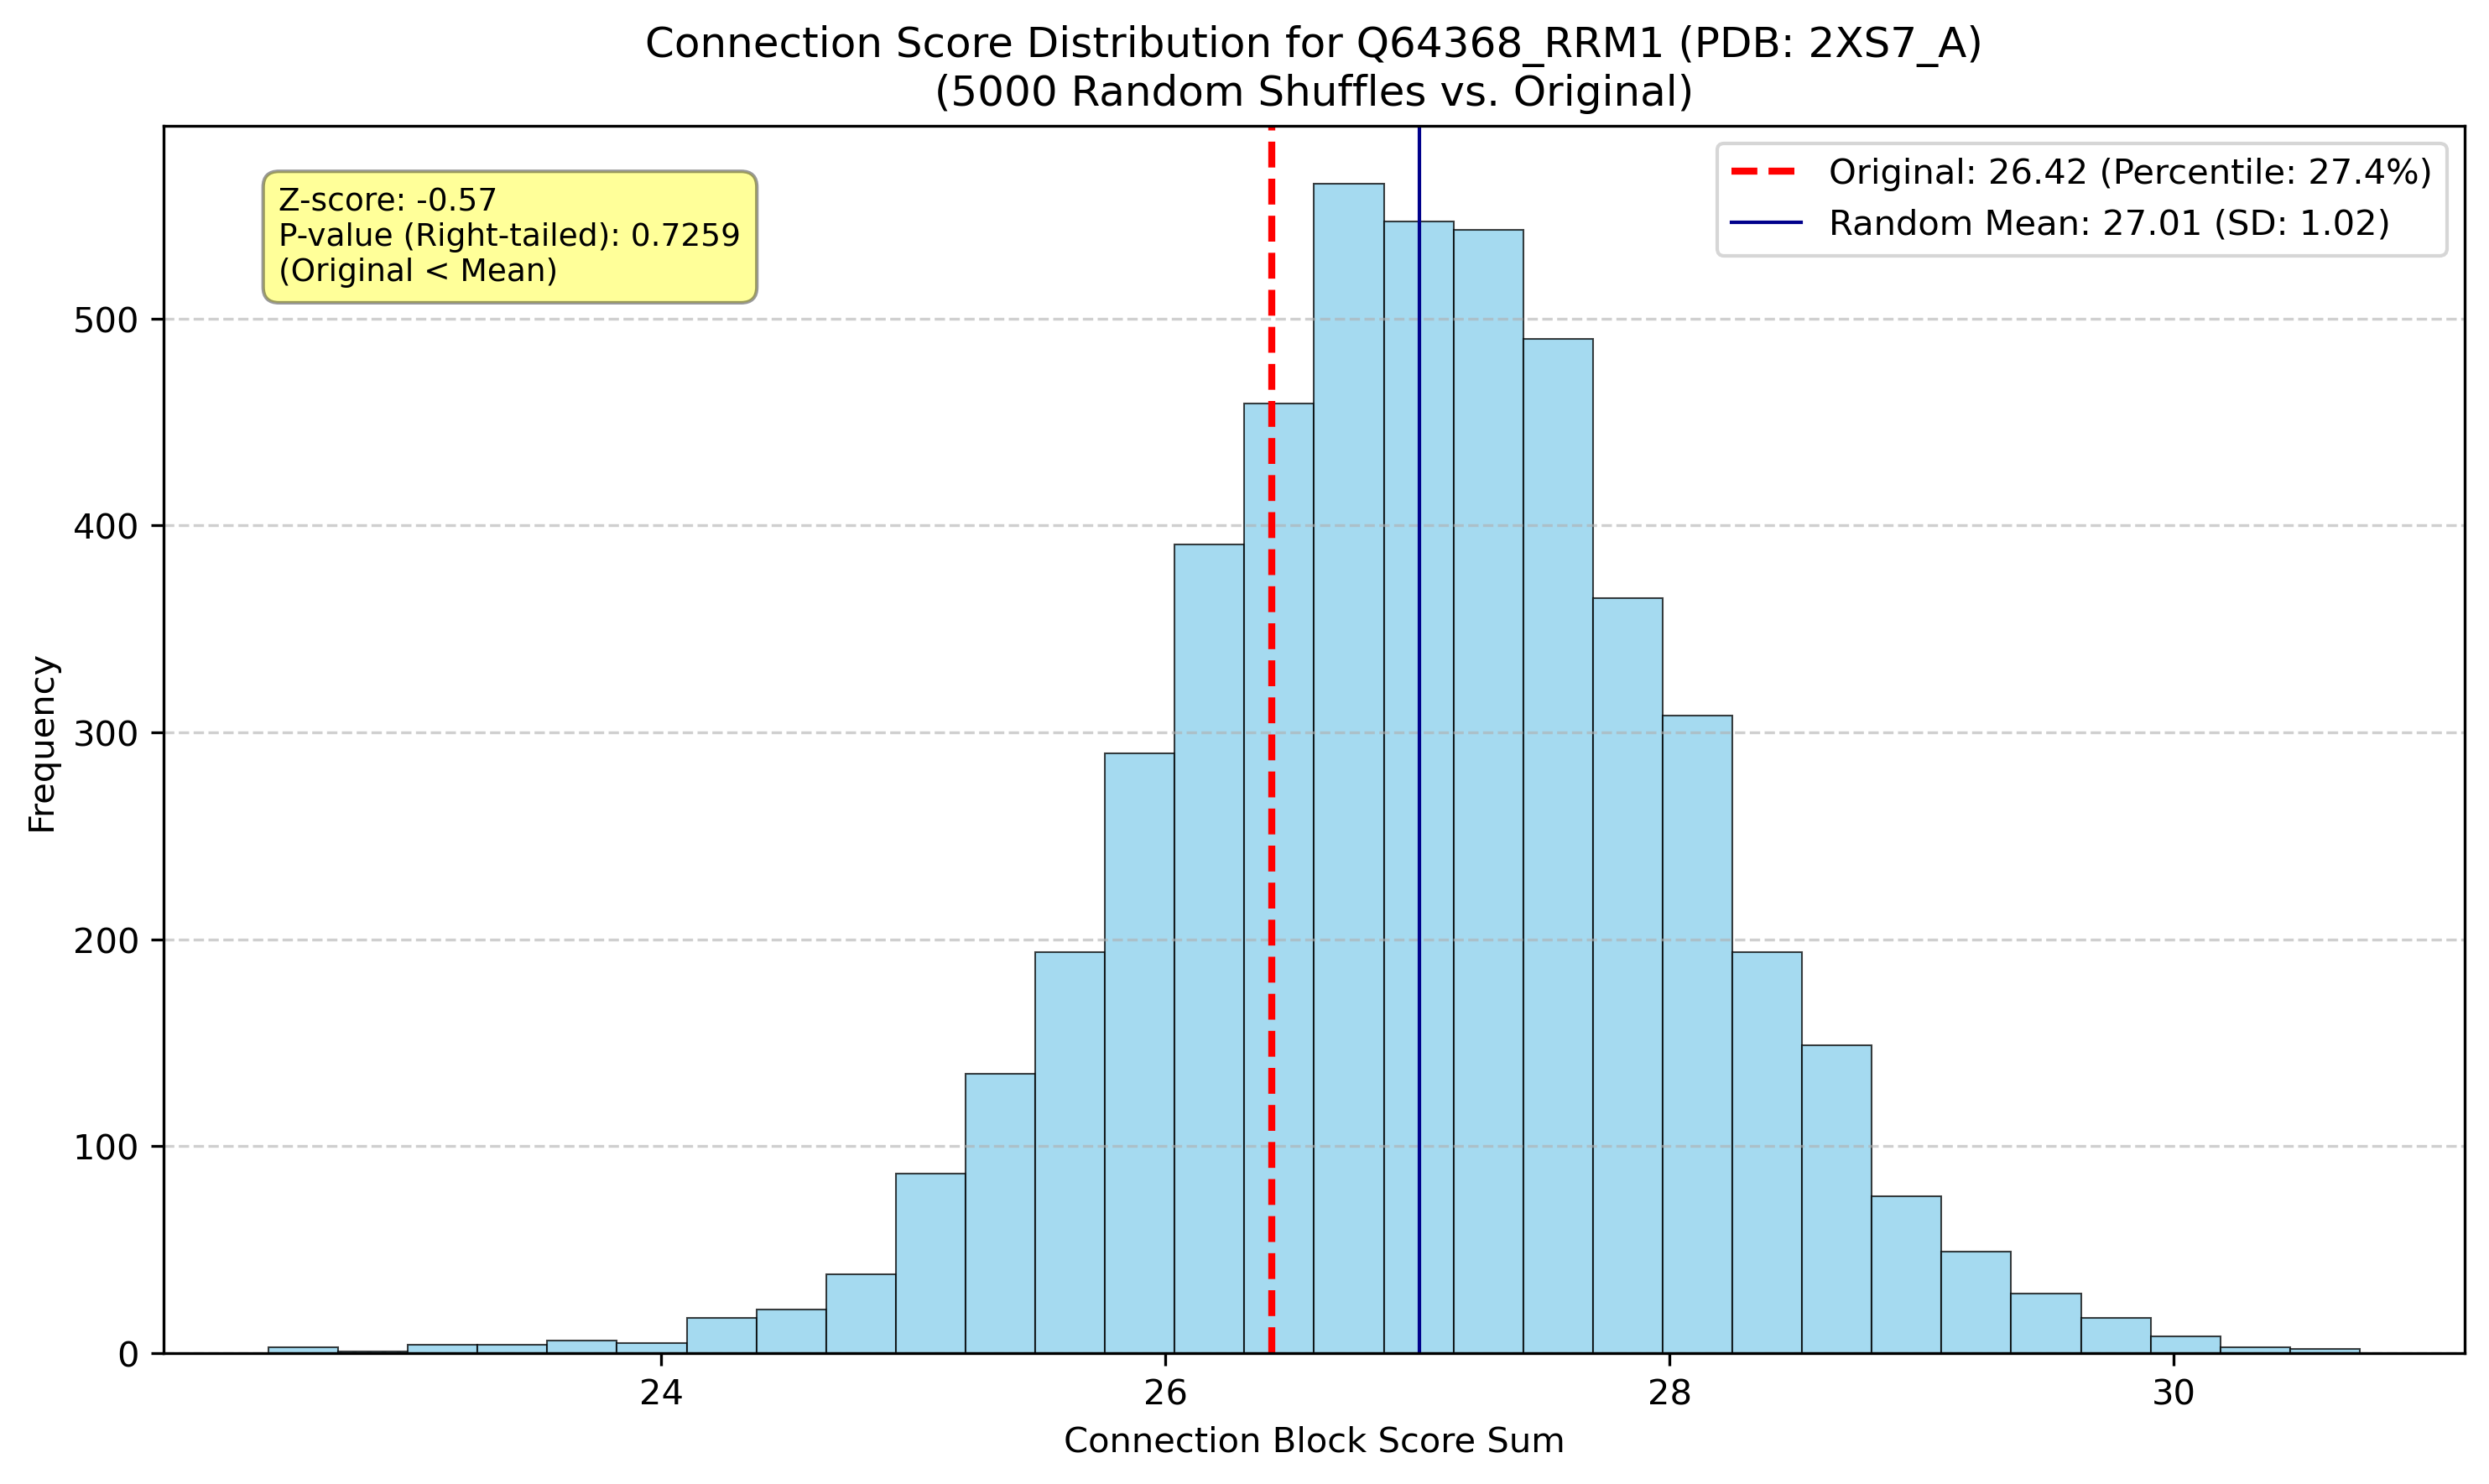 Connection Score Distribution for Q64368_RRM1 (PDB: 2XS7_A)
(5000 Random Shuffles vs. Original)
Z-score: -0.57
P-value (Right-tailed): 0.7259
(Original < Mean)
Original: 26.42 (Percentile: 27.4%)
Random Mean: 27.01 (SD: 1.02)
Frequency
500
400
300
200
100
0
24
26
28
30
Connection Block Score Sum